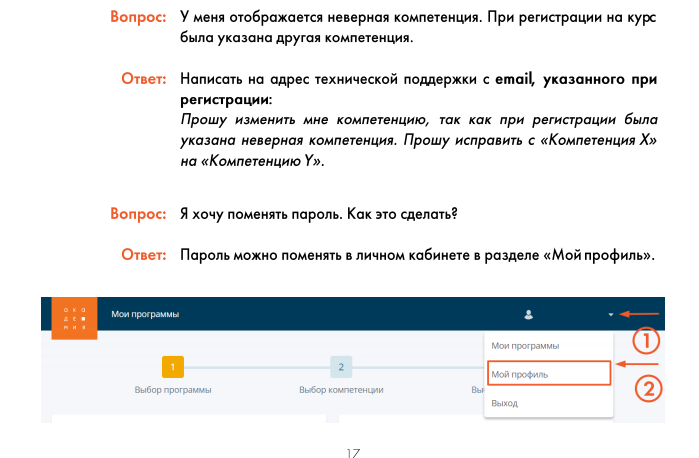 Вопрос: У меня отображается неверная компетенция. При регистрации на курс
была указана другая компетенция.
Ответ: Написать на адрес технической поддержки с email, указанного при
регистрации:
Прошу изменить мне компетенцию, так как при регистрации была
указана неверная компетенция. Прошу исправить с «Компетенция X»
на «Компетенцию Y».
Вопрос: Я хочу поменять пароль. Как это сделать?
Ответ: Пароль можно поменять в личном кабинете в разделе «Мой профиль».
Мои программы
1
Мои программы
1
2
Мой профиль
2
Выбор программы
Выбор компетенции
Выход
17